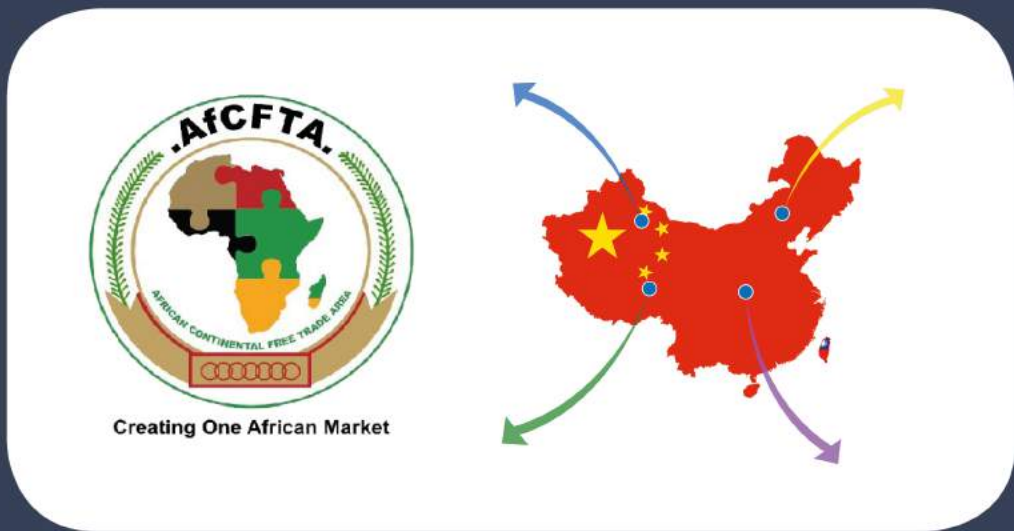 .AfCFTA.
AFRICAN CONTINENTAL FREE TRADE AREA
Creating One African Market